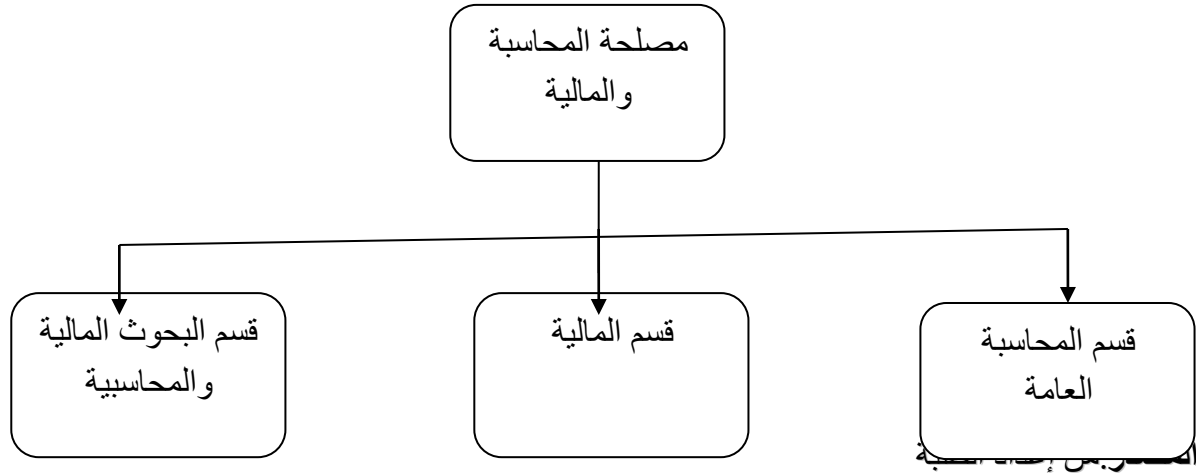 مصلحة المحاسبة
والمالية
قسم المحاسبة
العامة
قسم المالية
قسم البحوث المالية
والمحاسبية